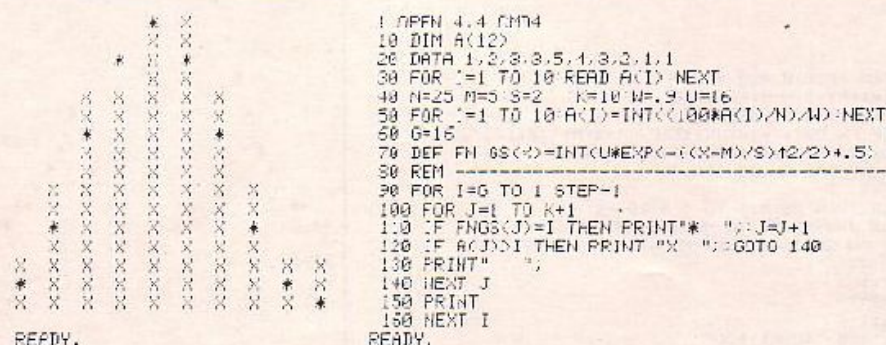 1 OPEN 4,4 CMD4
10 DIM A(12)
20 DATA 1,2,3,3,5,4,3,2,1,1
30 FOR I=1 TO 10:READ A(I):NEXT
40 N=25:M=5:S=2 :K=10:W=.9:U=16
50 FOR I=1 TO 10:A(I)=INT((100*A(I)/N)/W):NEXT
60 G=16
70 DEF FN GS(X)=INT(U*EXP(-((X-M)/S)↑2/2)+.5)
80 REM ----------------------------------------
90 FOR I=G TO 1 STEP-1
100 FOR J=1 TO K+1
110 IF FNGS(J)=I THEN PRINT"*  ";:J=J+1
120 IF A(J)>I THEN PRINT "X  ";:GOTO 140
130 PRINT"   ";
140 NEXT J
150 PRINT
160 NEXT I
READY.
READY.